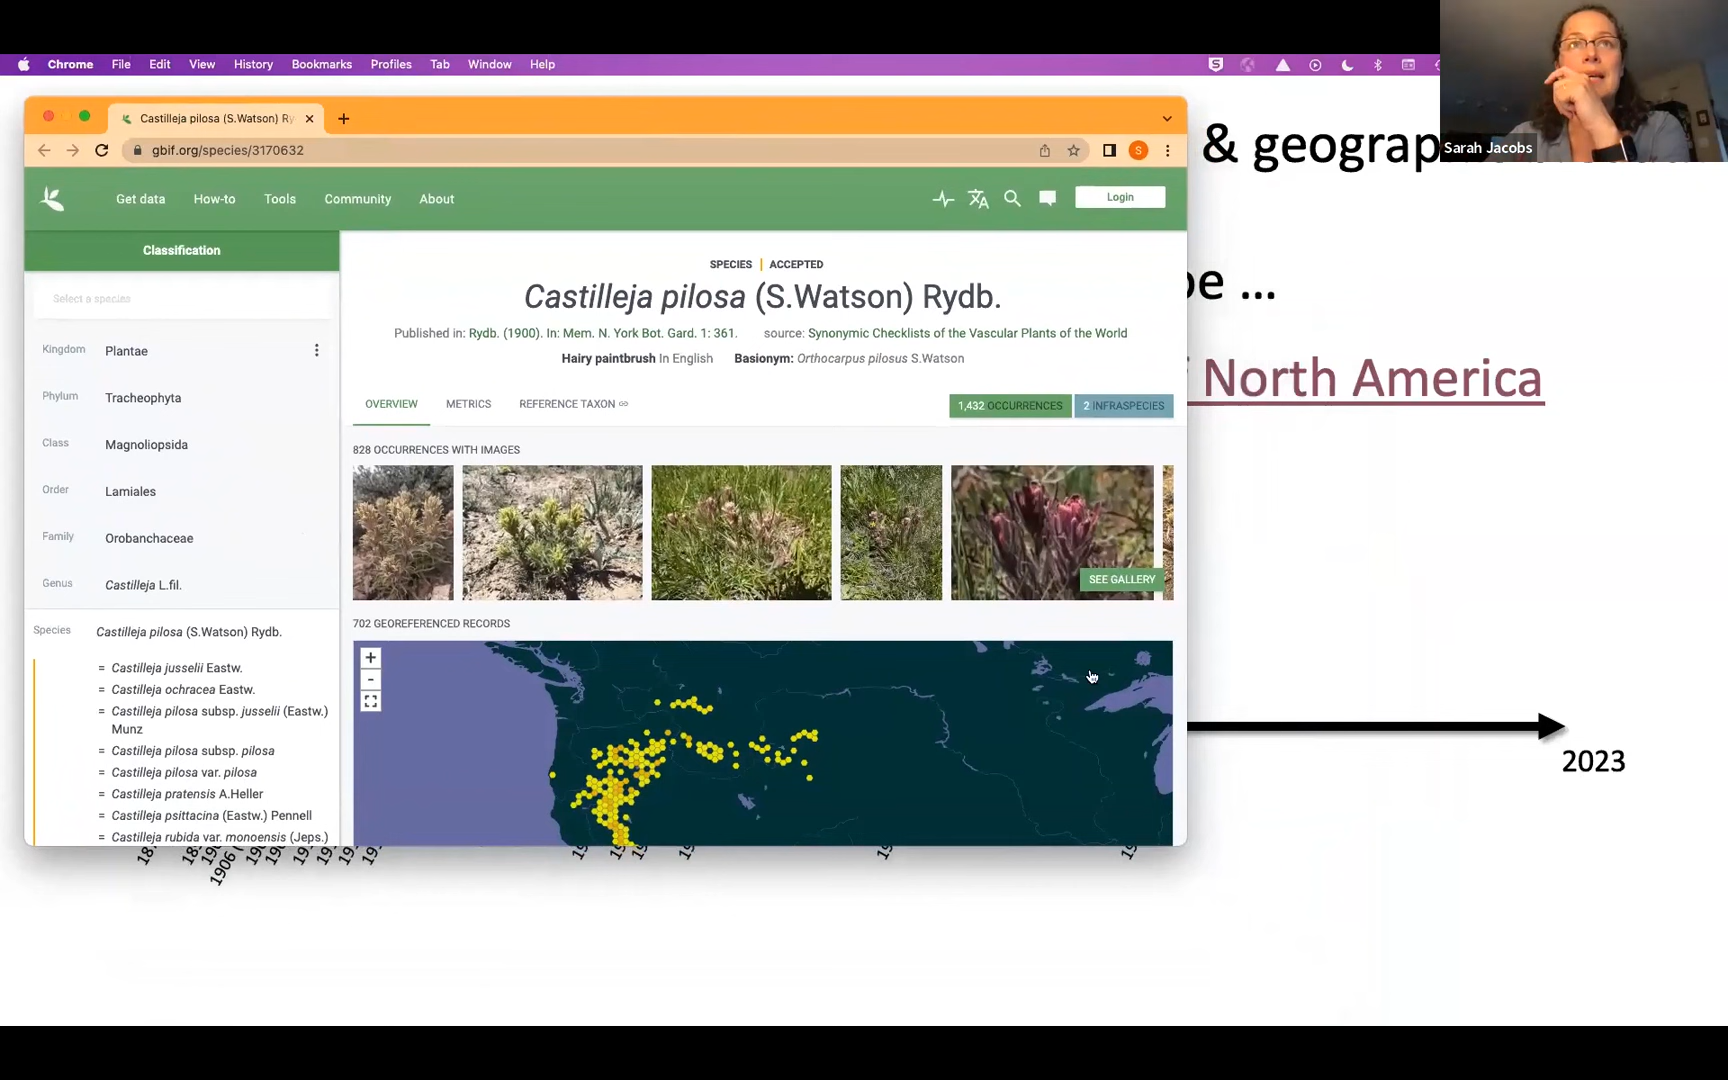 Chrome File Edit View History Bookmarks Profiles Tab Window Help
Sarah Jacobs
Castilleja pilosa (S.Watson) Ry
gbif.org/species/3170632
S
& geograp
Get data How-to Tools Community About
Login
Classification
Select a species
Kingdom Plantae
Phylum Tracheophyta
Class Magnoliopsida
Order Lamiales
Family Orobanchaceae
Genus Castilleja L.fil.
Species Castilleja pilosa (S.Watson) Rydb.
= Castilleja jusselii Eastw.
= Castilleja ochracea Eastw.
= Castilleja pilosa subsp. jusselii (Eastw.)
Munz
= Castilleja pilosa subsp. pilosa
= Castilleja pilosa var. pilosa
= Castilleja pratensis A.Heller
= Castilleja psittacina (Eastw.) Pennell
= Castilleja rubida var. monoensis (Jeps.)
SPECIES ACCEPTED
Castilleja pilosa (S.Watson) Rydb.
Published in: Rydb. (1900). In: Mem. N. York Bot. Gard. 1: 361. source: Synonymic Checklists of the Vascular Plants of the World
Hairy paintbrush In English Basionym: Orthocarpus pilosus S.Watson
OVERVIEW METRICS REFERENCE TAXON
1,432 OCCURRENCES 2 INFRASPECIES
828 OCCURRENCES WITH IMAGES
SEE GALLERY
702 GEOREFERENCED RECORDS
+
-
pe ...
North America
2023
1906